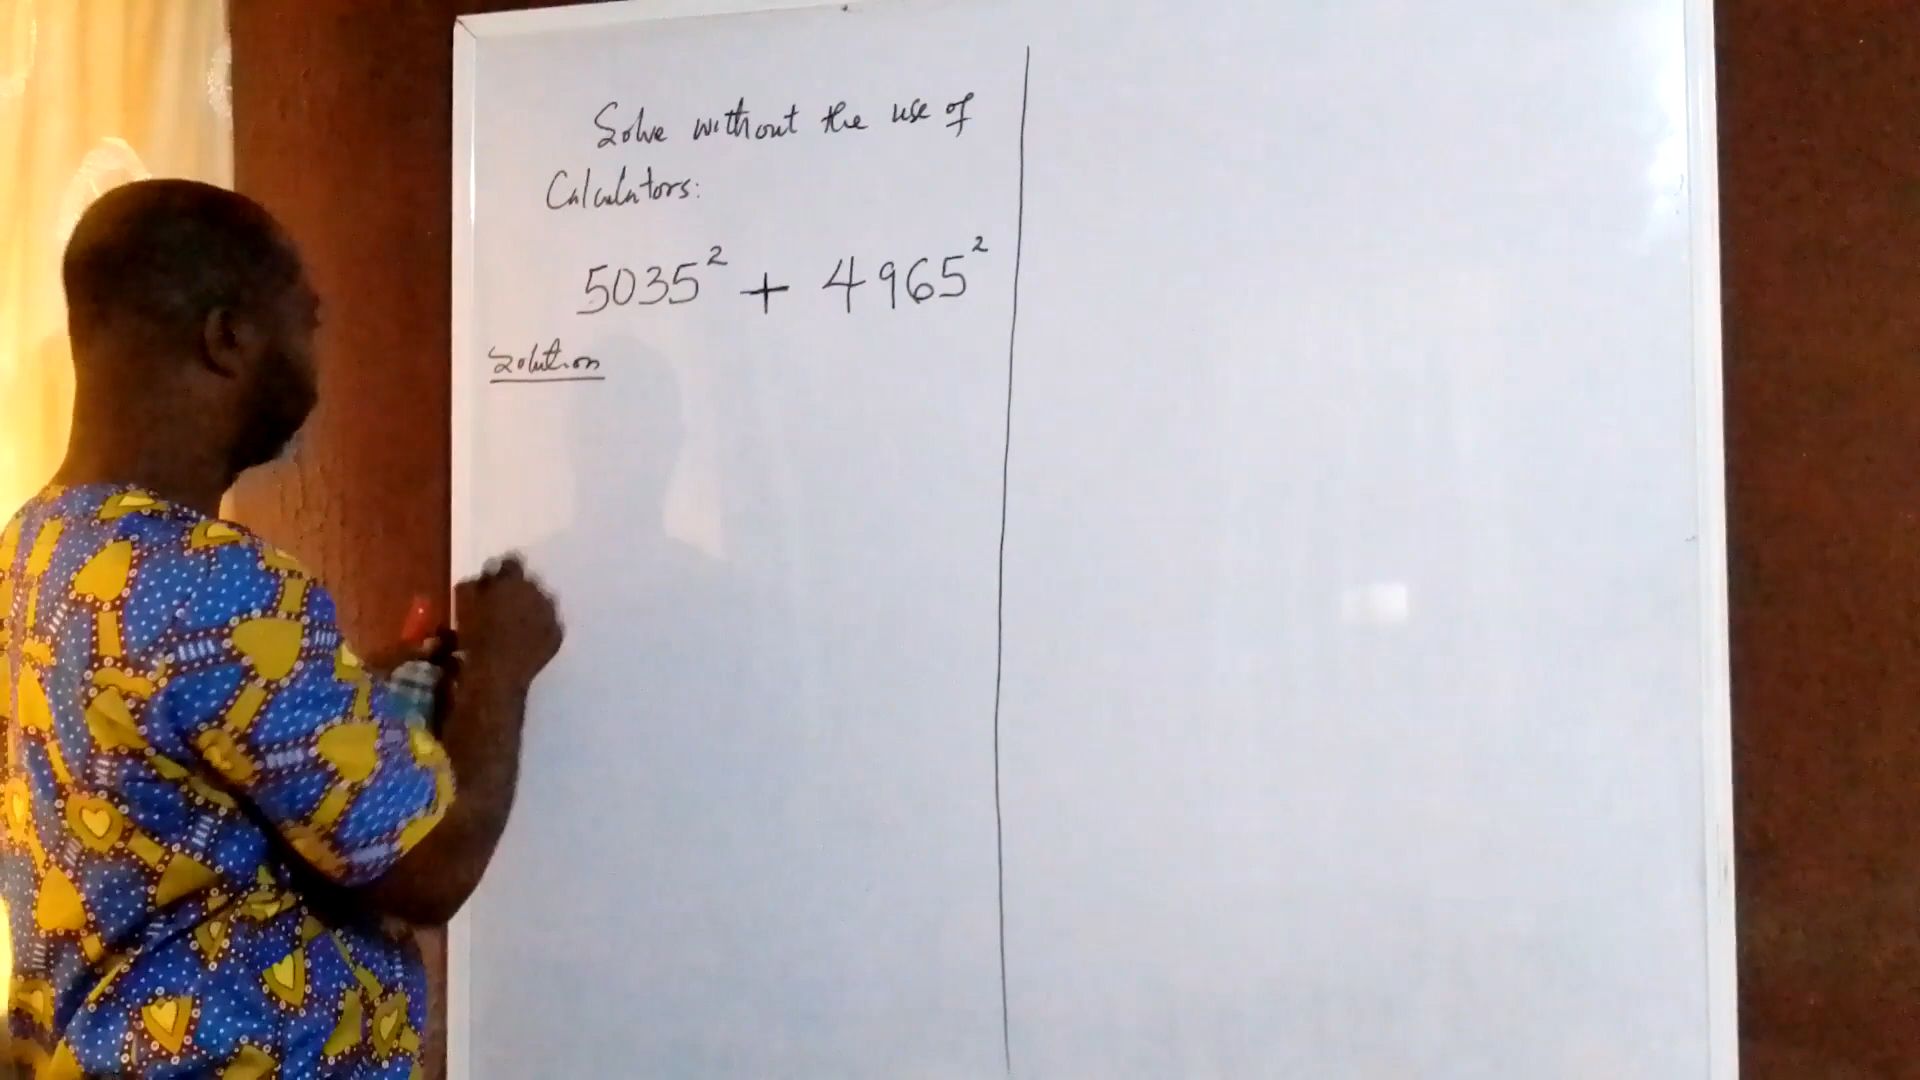 Solve without the use of
Calculators:
5035² + 4965²
Solution